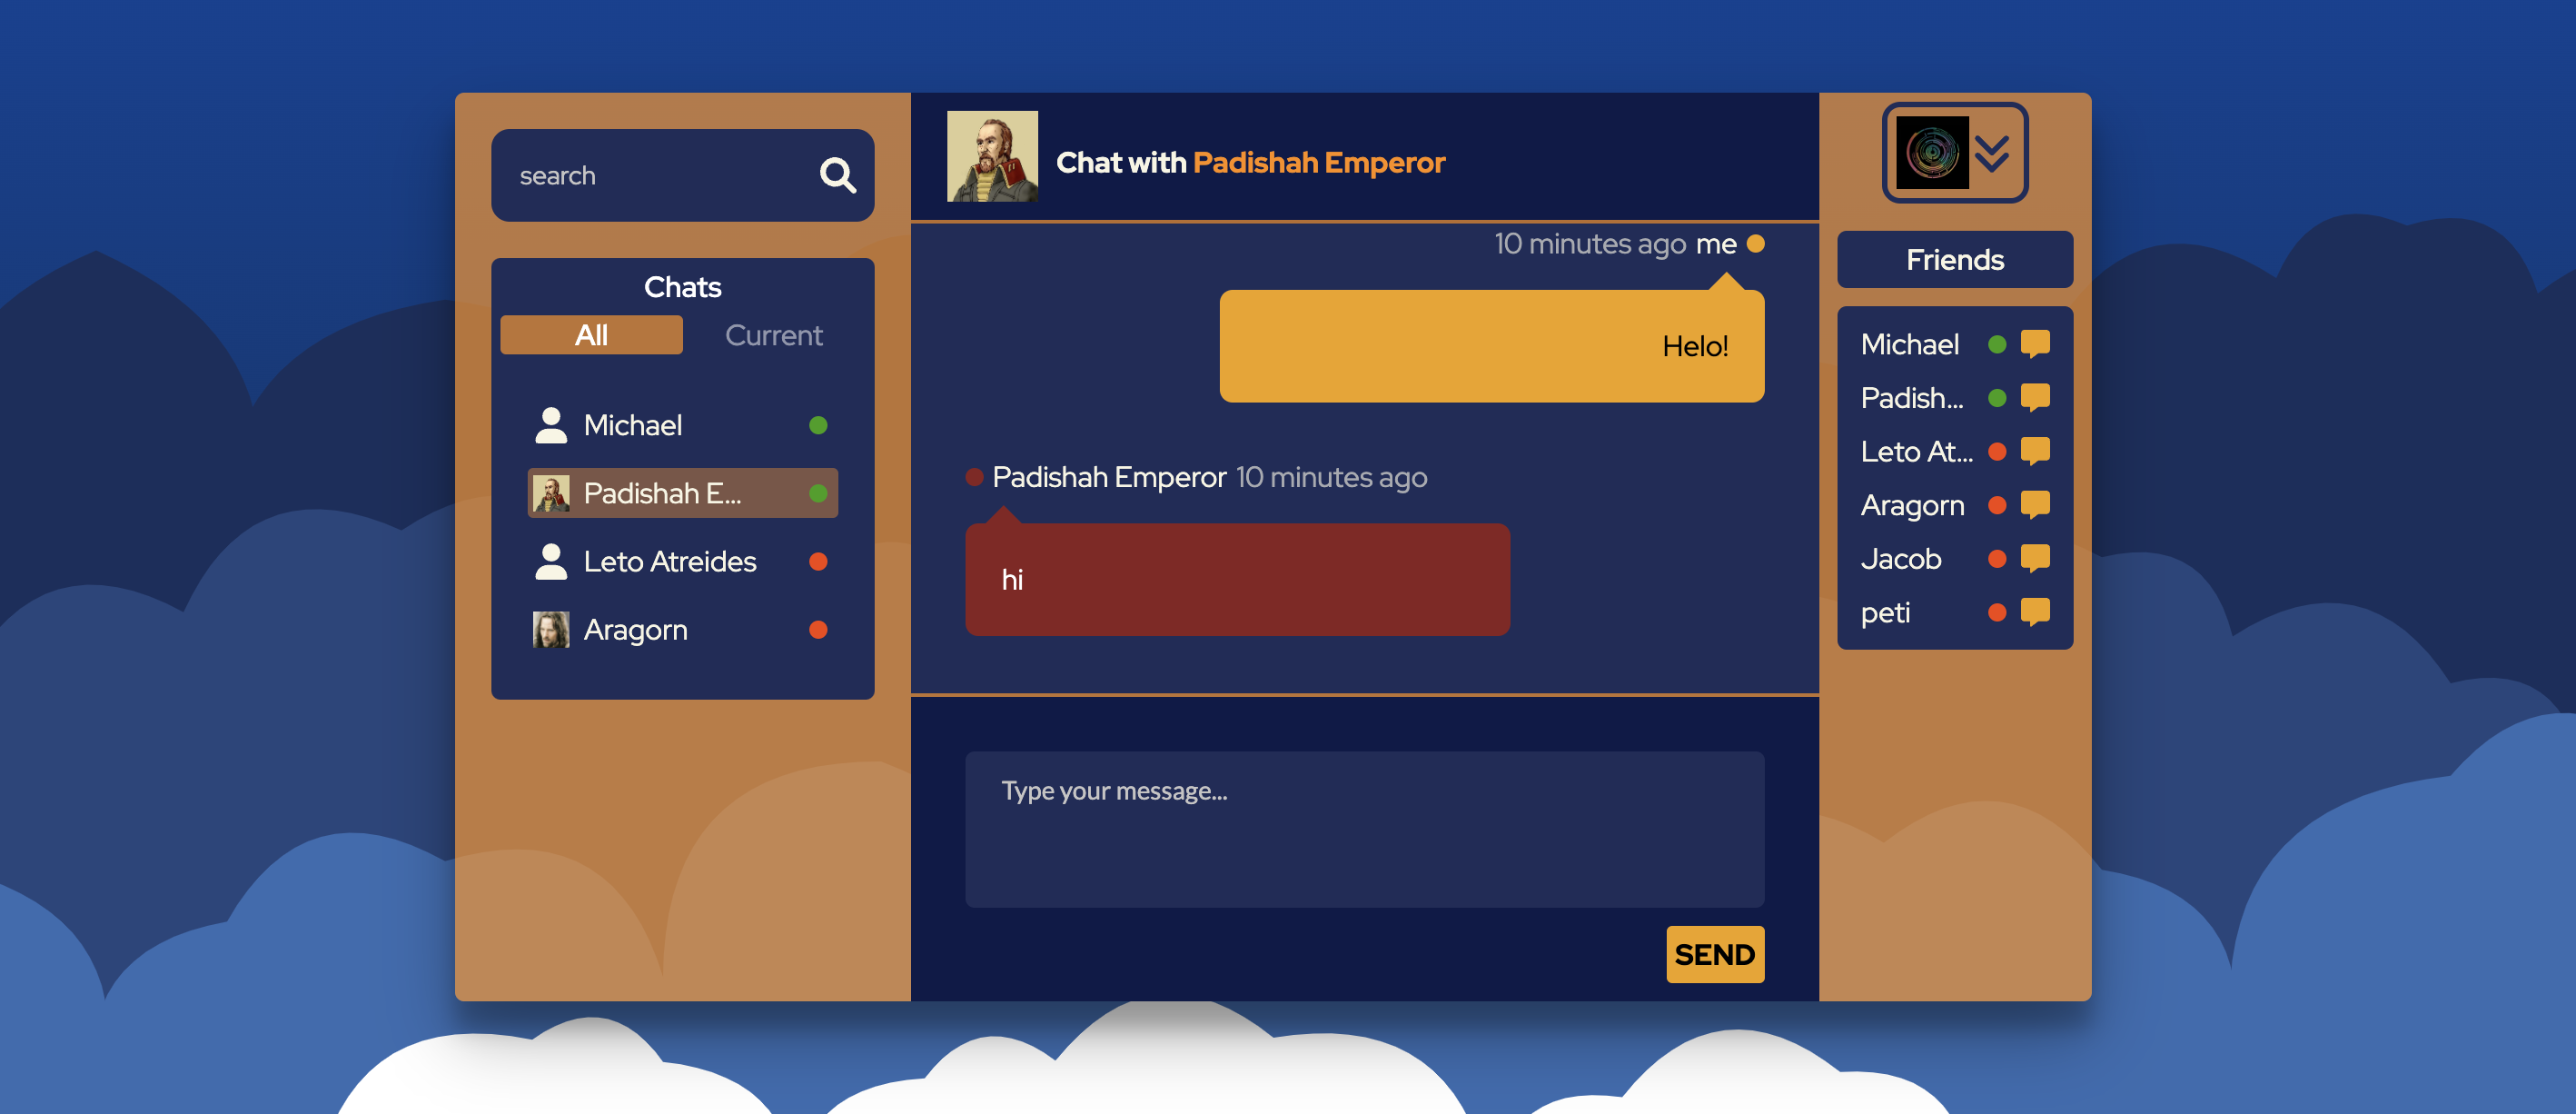 search
Chats
All Current
Michael
Padishah E...
Leto Atreides
Aragorn
Chat with Padishah Emperor
10 minutes ago me
Helo!
Padishah Emperor 10 minutes ago
hi
Type your message...
SEND
Friends
Michael
Padish...
Leto At...
Aragorn
Jacob
peti